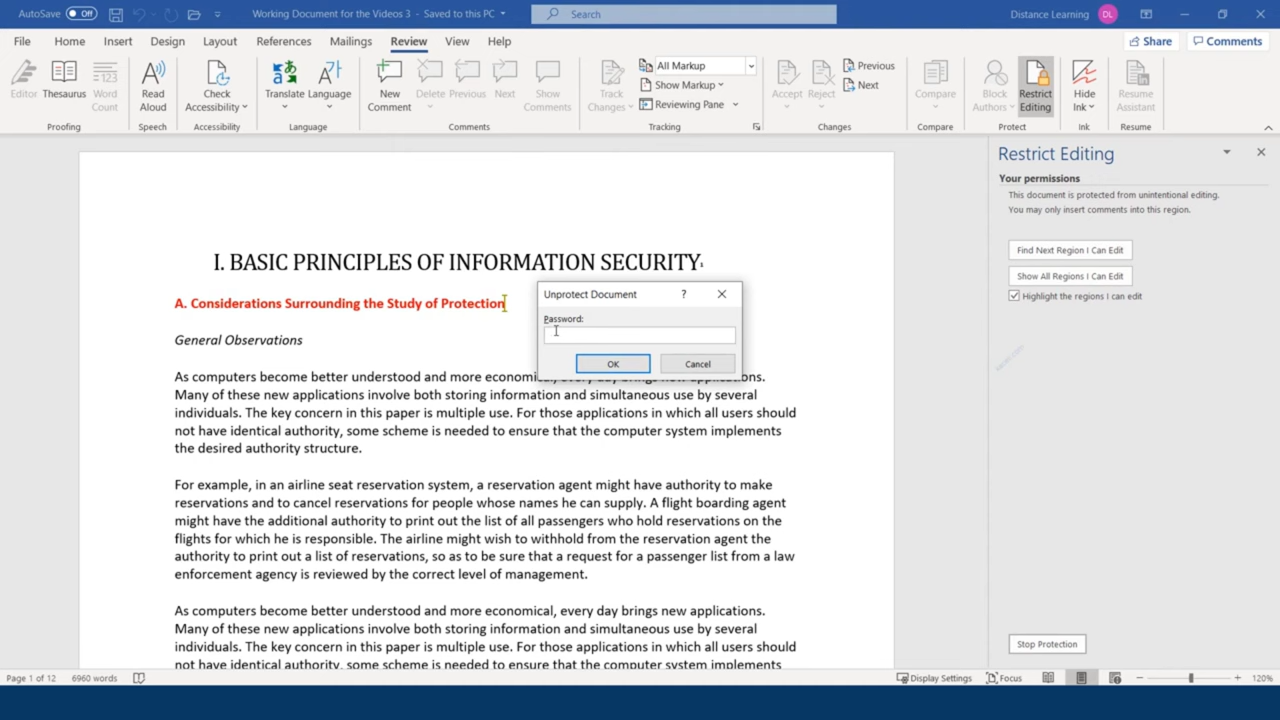 AutoSave Off Working Document for the Videos 3 - Saved to this PC Search Distance Learning DL
File Home Insert Design Layout References Mailings Review View Help Share Comments
Editor Thesaurus Word Count
Read Aloud
Check Accessibility
Translate Language
New Comment Delete Previous Next Show Comments
Track Changes All Markup
Show Markup
Reviewing Pane
Accept Reject Previous
Next
Compare
Block Authors Restrict Editing
Hide Ink
Resume Assistant
Proofing Speech Accessibility Language Comments Tracking Changes Compare Protect Ink Resume
I. BASIC PRINCIPLES OF INFORMATION SECURITY
A. Considerations Surrounding the Study of Protection
General Observations
As computers become better understood and more economical, every day brings new applications.
Many of these new applications involve both storing information and simultaneous use by several
individuals. The key concern in this paper is multiple use. For those applications in which all users should
not have identical authority, some scheme is needed to ensure that the computer system implements
the desired authority structure.
For example, in an airline seat reservation system, a reservation agent might have authority to make
reservations and to cancel reservations for people whose names he can supply. A flight boarding agent
might have the additional authority to print out the list of all passengers who hold reservations on the
flights for which he is responsible. The airline might wish to withhold from the reservation agent the
authority to print out a list of reservations, so as to be sure that a request for a passenger list from a law
enforcement agency is reviewed by the correct level of management.
As computers become better understood and more economical, every day brings new applications.
Many of these new applications involve both storing information and simultaneous use by several
individuals. The key concern in this paper is multiple use. For those applications in which all users should
not have identical authority, some scheme is needed to ensure that the computer system implements
Unprotect Document ?
Password:
OK Cancel
Restrict Editing
Your permissions
This document is protected from unintentional editing.
You may only insert comments into this region.
Find Next Region I Can Edit
Show All Regions I Can Edit
Highlight the regions I can edit
Stop Protection
Page 1 of 12 6960 words Display Settings Focus 120%